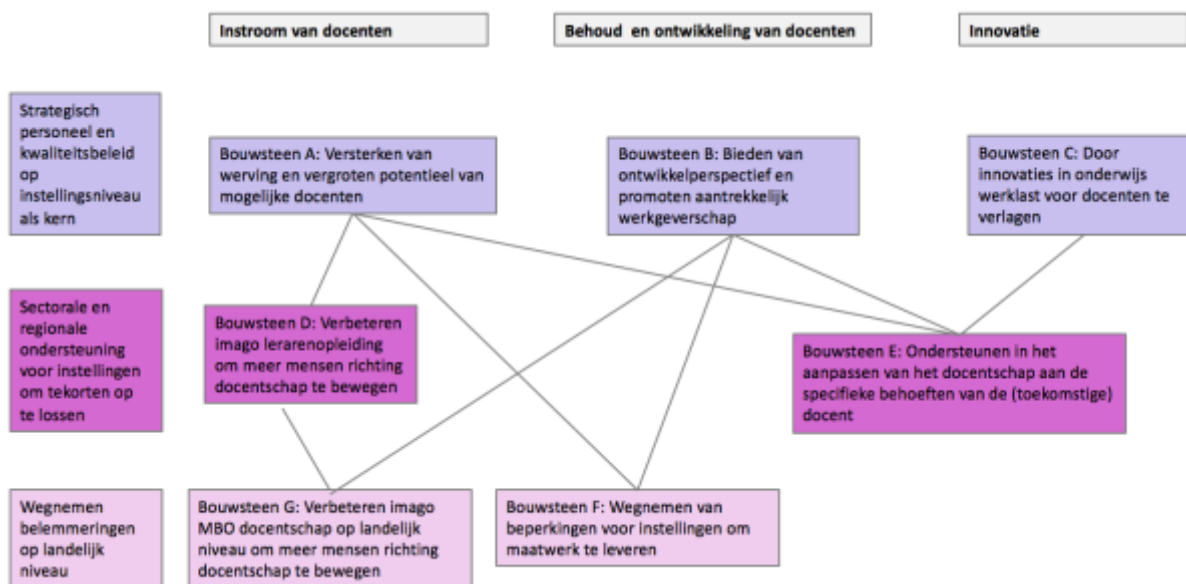 Instroom van docenten
Behoud en ontwikkeling van docenten
Innovatie
Strategisch
personeel en
kwaliteitsbeleid
op
instellingsniveau
als kern
Bouwsteen A: Versterken van
werving en vergroten potentieel van
mogelijke docenten
Bouwsteen B: Bieden van
ontwikkelperspectief en
promoten aantrekkelijk
werkgeverschap
Bouwsteen C: Door
innovaties in onderwijs
werklast voor docenten te
verlagen
Sectorale en
regionale
ondersteuning
voor instellingen
om tekorten op
te lossen
Bouwsteen D: Verbeteren
imago lerarenopleiding
om meer mensen richting
docentschap te bewegen
Bouwsteen E: Ondersteunen in het
aanpassen van het docentschap aan de
specifieke behoeften van de (toekomstige)
docent
Wegnemen
belemmeringen
op landelijk
niveau
Bouwsteen G: Verbeteren imago
MBO docentschap op landelijk
niveau om meer mensen richting
docentschap te bewegen
Bouwsteen F: Wegnemen van
beperkingen voor instellingen om
maatwerk te leveren